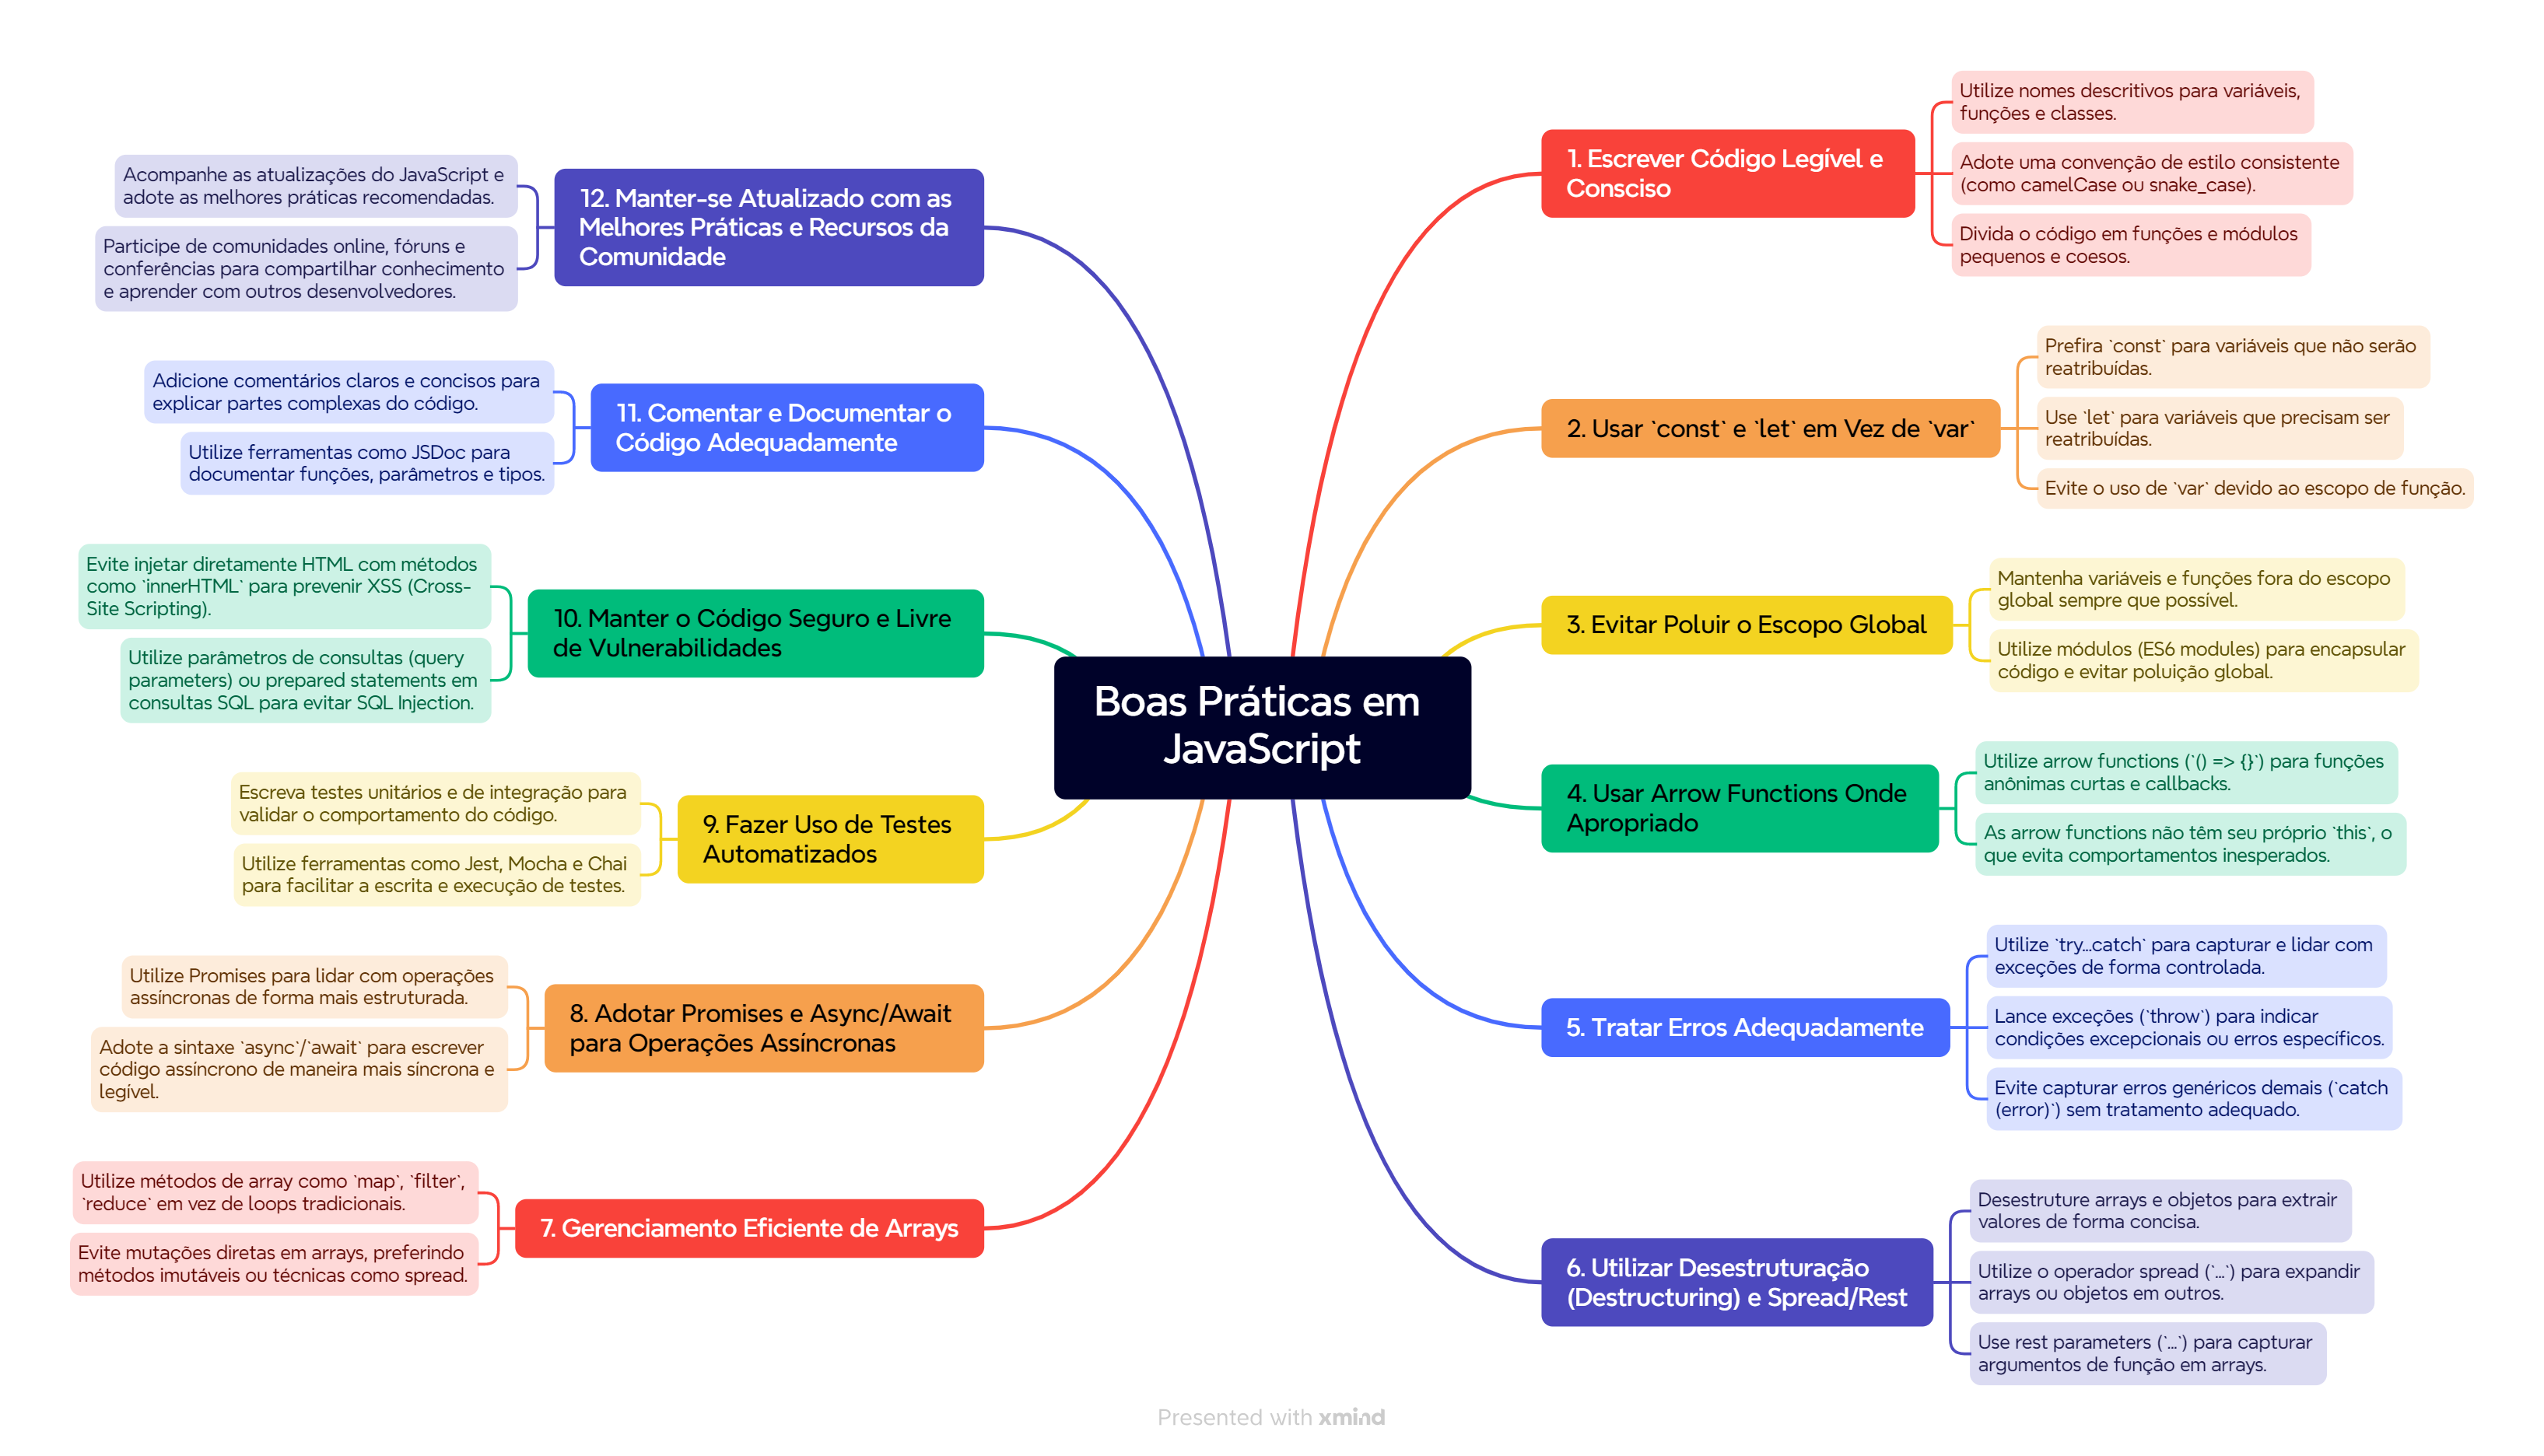 Boas Práticas em
JavaScript
1. Escrever Código Legível e
Consciso
Utilize nomes descritivos para variáveis,
funções e classes.
Adote uma convenção de estilo consistente
(como camelCase ou snake_case).
Divida o código em funções e módulos
pequenos e coesos.
2. Usar `const` e `let` em Vez de `var`
Prefira `const` para variáveis que não serão
reatribuídas.
Use `let` para variáveis que precisam ser
reatribuídas.
Evite o uso de `var` devido ao escopo de função.
3. Evitar Poluir o Escopo Global
Mantenha variáveis e funções fora do escopo
global sempre que possível.
Utilize módulos (ES6 modules) para encapsular
código e evitar poluição global.
4. Usar Arrow Functions Onde
Apropriado
Utilize arrow functions (`() => {}`) para funções
anônimas curtas e callbacks.
As arrow functions não têm seu próprio `this`, o
que evita comportamentos inesperados.
5. Tratar Erros Adequadamente
Utilize `try...catch` para capturar e lidar com
exceções de forma controlada.
Lance exceções (`throw`) para indicar
condições excepcionais ou erros específicos.
Evite capturar erros genéricos demais (`catch
(error)`) sem tratamento adequado.
6. Utilizar Desestruturação
(Destructuring) e Spread/Rest
Desestruture arrays e objetos para extrair
valores de forma concisa.
Utilize o operador spread (`...`) para expandir
arrays ou objetos em outros.
Use rest parameters (`...`) para capturar
argumentos de função em arrays.
7. Gerenciamento Eficiente de Arrays
Utilize métodos de array como `map`, `filter`,
`reduce` em vez de loops tradicionais.
Evite mutações diretas em arrays, preferindo
métodos imutáveis ou técnicas como spread.
8. Adotar Promises e Async/Await
para Operações Assíncronas
Utilize Promises para lidar com operações
assíncronas de forma mais estruturada.
Adote a sintaxe `async`/`await` para escrever
código assíncrono de maneira mais síncrona e
legível.
9. Fazer Uso de Testes
Automatizados
Escreva testes unitários e de integração para
validar o comportamento do código.
Utilize ferramentas como Jest, Mocha e Chai
para facilitar a escrita e execução de testes.
10. Manter o Código Seguro e Livre
de Vulnerabilidades
Evite injetar diretamente HTML com métodos
como `innerHTML` para prevenir XSS (Cross-
Site Scripting).
Utilize parâmetros de consultas (query
parameters) ou prepared statements em
consultas SQL para evitar SQL Injection.
11. Comentar e Documentar o
Código Adequadamente
Adicione comentários claros e concisos para
explicar partes complexas do código.
Utilize ferramentas como JSDoc para
documentar funções, parâmetros e tipos.
12. Manter-se Atualizado com as
Melhores Práticas e Recursos da
Comunidade
Acompanhe as atualizações do JavaScript e
adote as melhores práticas recomendadas.
Participe de comunidades online, fóruns e
conferências para compartilhar conhecimento
e aprender com outros desenvolvedores.
Presented with xmind